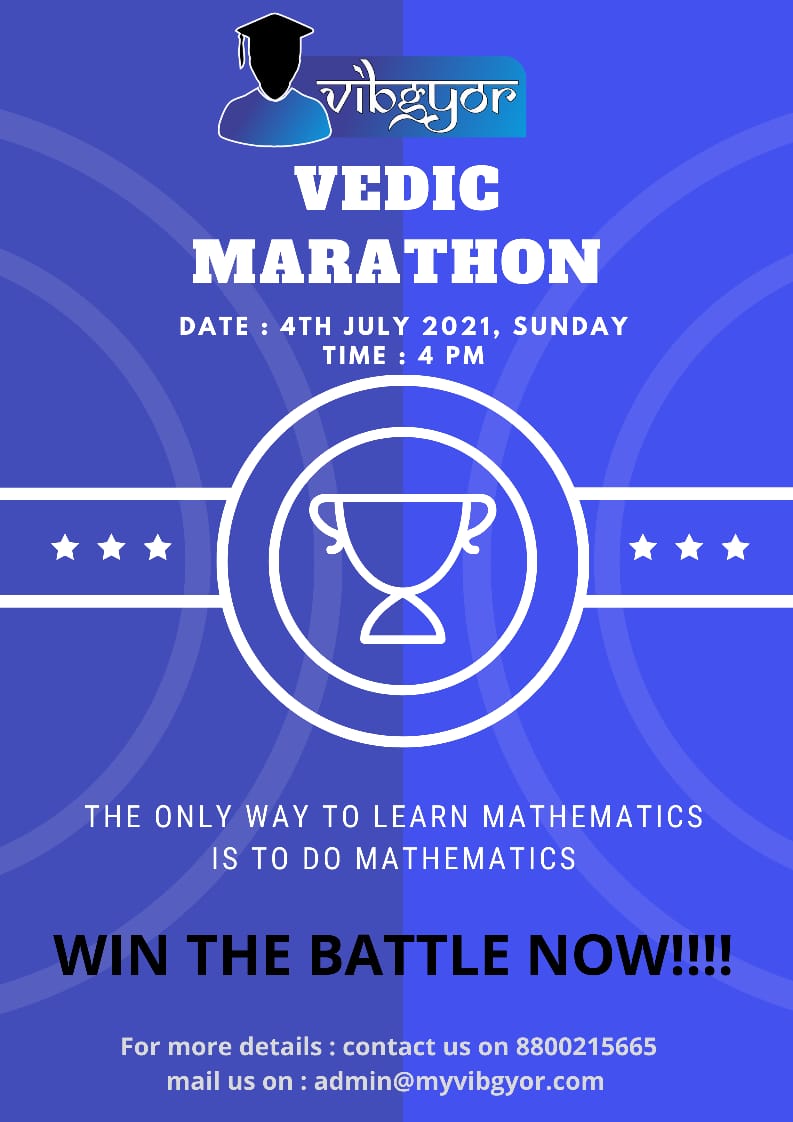 vibgyor
VEDIC
MARATHON
DATE : 4TH JULY 2021, SUNDAY
TIME : 4 PM
THE ONLY WAY TO LEARN MATHEMATICS
IS TO DO MATHEMATICS
WIN THE BATTLE NOW!!!!
For more details : contact us on 8800215665
mail us on : admin@myvibgyor.com